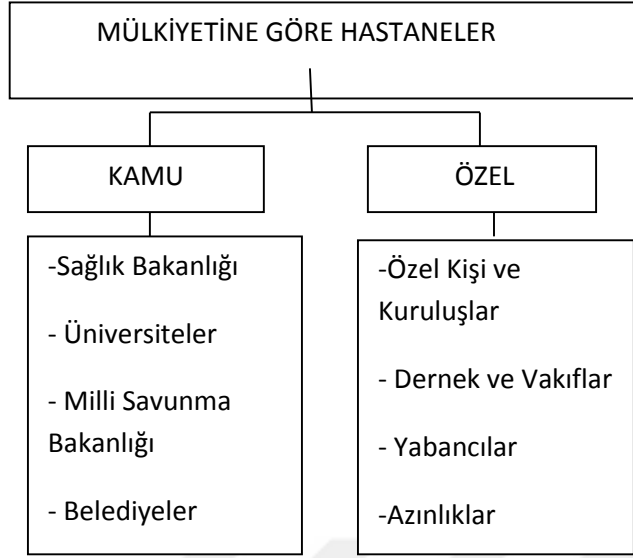 MÜLKİYETİNE GÖRE HASTANELER
KAMU
ÖZEL
-Sağlık Bakanlığı
- Üniversiteler
- Milli Savunma
Bakanlığı
- Belediyeler
-Özel Kişi ve
Kuruluşlar
- Dernek ve Vakıflar
- Yabancılar
-Azınlıklar